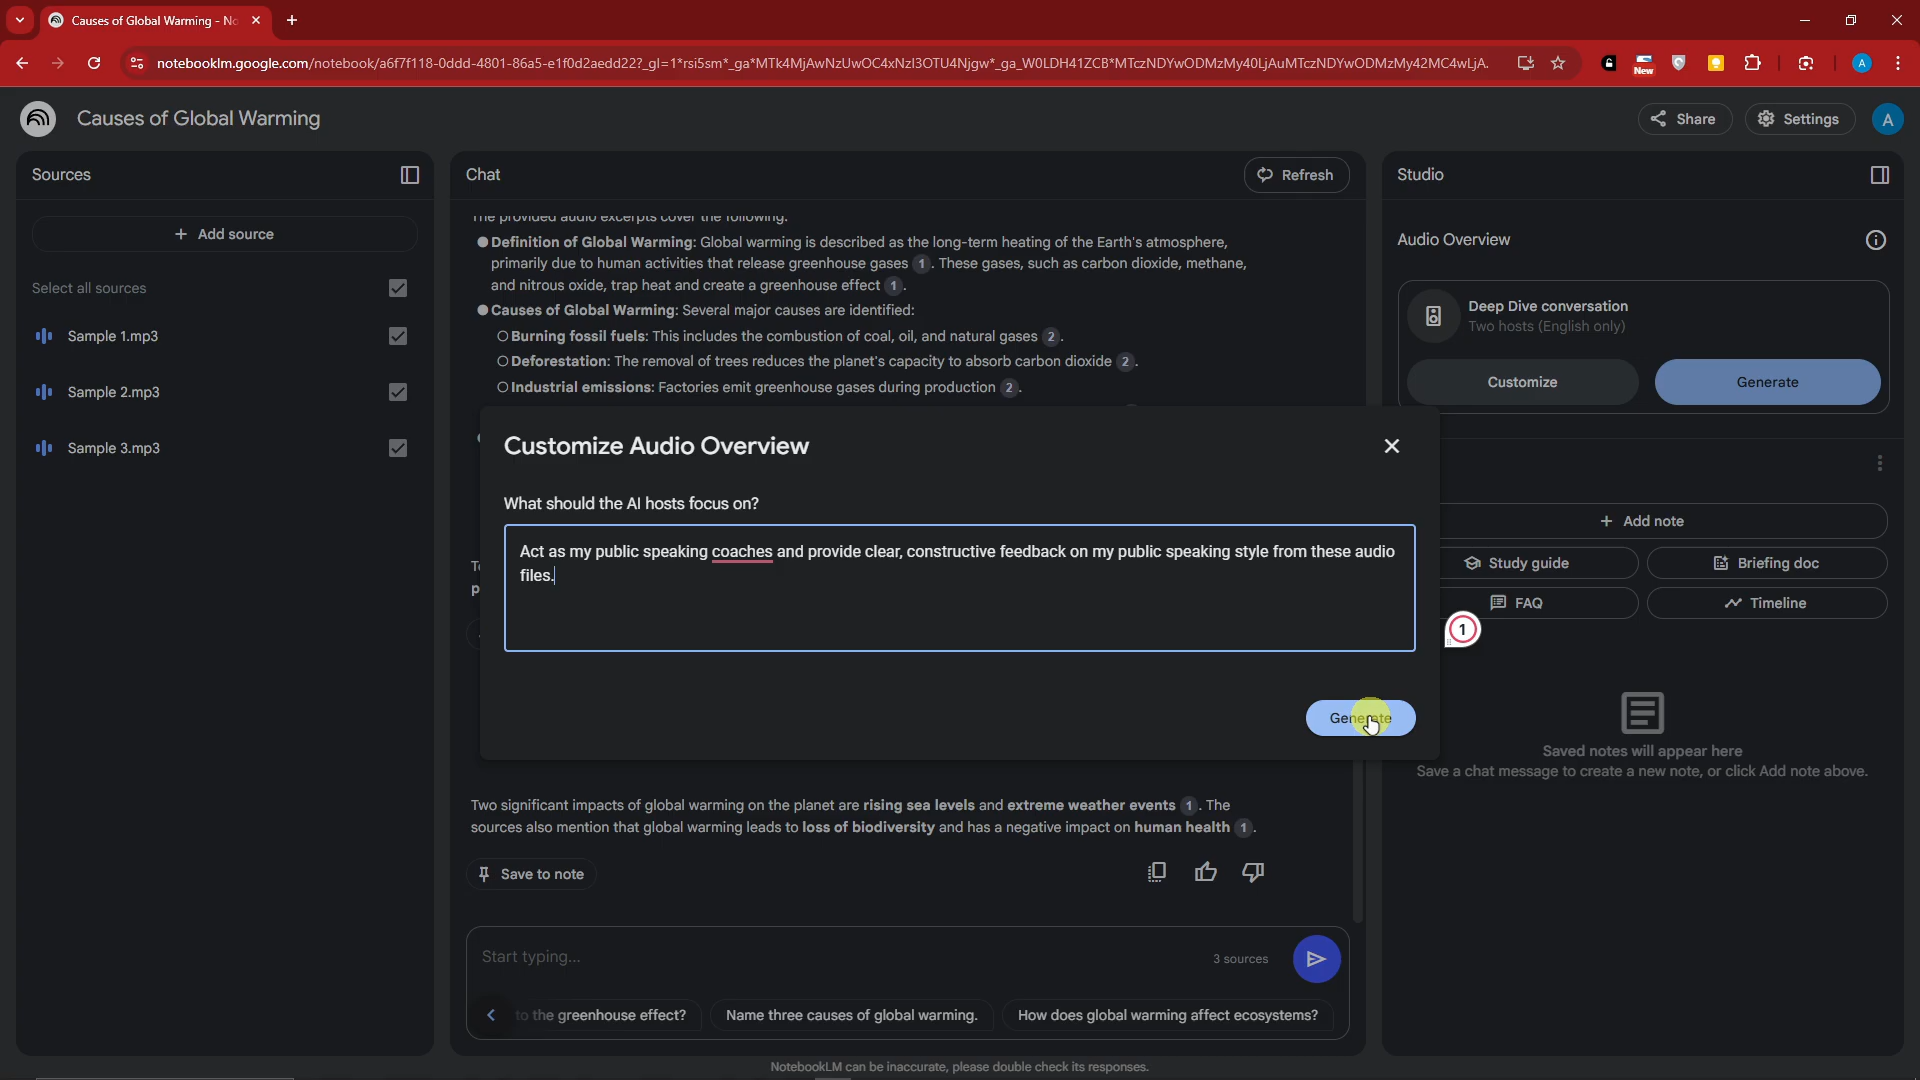 Causes of Global Warming - No
notebooklm.google.com/notebook/a6f7f118-0ddd-4801-86a5-e1f0d2aedd22?_gl=1*rsi5sm*_ga*MTk4MjAwNzUwOC4xNzI3OTU4Njgw*_ga_W0LDH41ZCB*MTczNDYwODMzMy40LjAuMTczNDYwODMzMy42MC4wLjA.
New
A
Causes of Global Warming
Share
Settings
A
Sources
Add source
Select all sources
Sample 1.mp3
Sample 2.mp3
Sample 3.mp3
Chat
Refresh
The provided audio excerpts cover the following:
Definition of Global Warming: Global warming is described as the long-term heating of the Earth's atmosphere,
primarily due to human activities that release greenhouse gases 1. These gases, such as carbon dioxide, methane,
and nitrous oxide, trap heat and create a greenhouse effect 1.
Causes of Global Warming: Several major causes are identified:
Burning fossil fuels: This includes the combustion of coal, oil, and natural gases 2.
Deforestation: The removal of trees reduces the planet's capacity to absorb carbon dioxide 2.
Industrial emissions: Factories emit greenhouse gases during production 2.
Customize Audio Overview
What should the AI hosts focus on?
Act as my public speaking coaches and provide clear, constructive feedback on my public speaking style from these audio
files.
Generate
Two significant impacts of global warming on the planet are rising sea levels and extreme weather events 1. The
sources also mention that global warming leads to loss of biodiversity and has a negative impact on human health 1.
Save to note
Start typing...
3 sources
to the greenhouse effect?
Name three causes of global warming.
How does global warming affect ecosystems?
Studio
Audio Overview
Deep Dive conversation
Two hosts (English only)
Customize
Generate
Add note
Study guide
Briefing doc
FAQ
Timeline
1
Saved notes will appear here
Save a chat message to create a new note, or click Add note above.
NotebookLM can be inaccurate, please double check its responses.